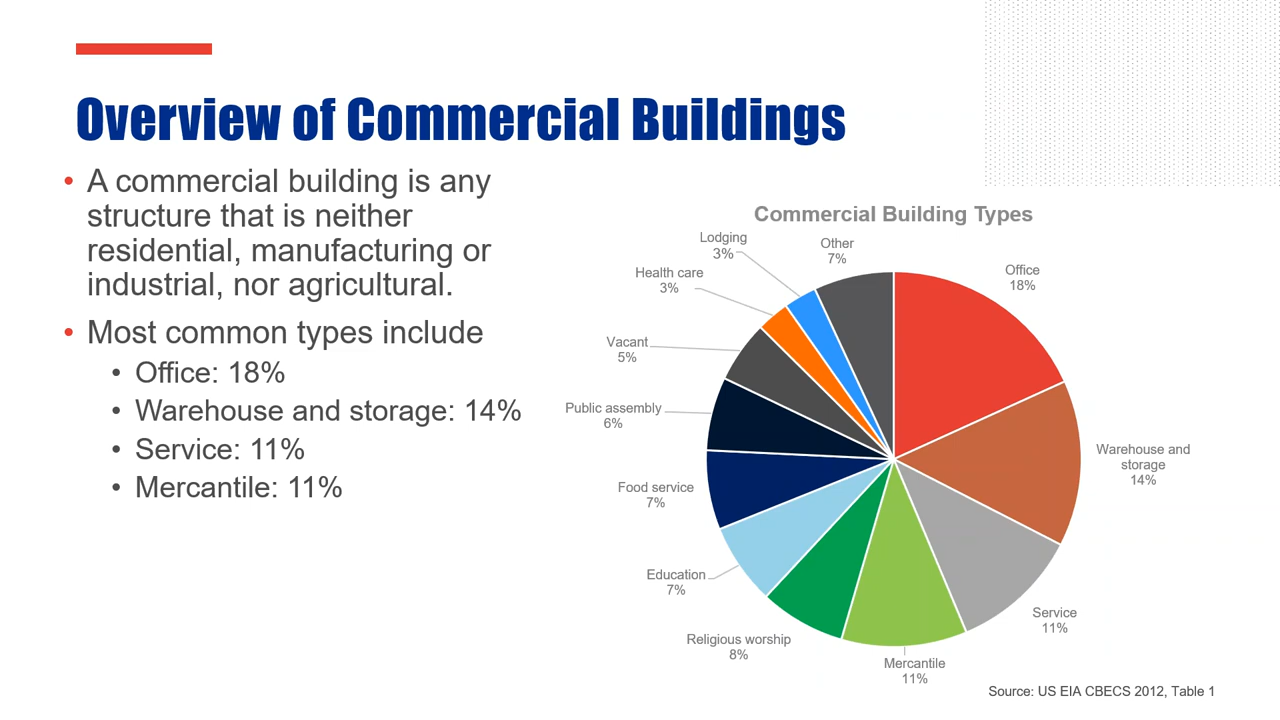 Overview of Commercial Buildings
• A commercial building is any
structure that is neither
residential, manufacturing or
industrial, nor agricultural.
• Most common types include
• Office: 18%
• Warehouse and storage: 14%
• Service: 11%
• Mercantile: 11%
Commercial Building Types
Office
18%
Warehouse and
storage
14%
Service
11%
Mercantile
11%
Religious worship
8%
Education
7%
Food service
7%
Public assembly
6%
Vacant
5%
Health care
3%
Lodging
3%
Other
7%
Source: US EIA CBECS 2012, Table 1